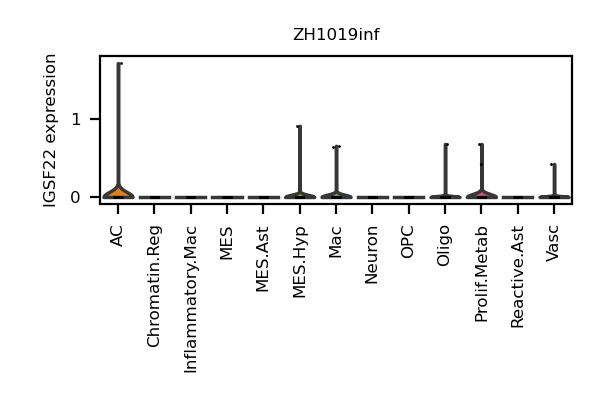 ZH1019inf
IGSF22 expression
1
0
AC
Chromatin.Reg
Inflammatory.Mac
MES
MES.Ast
MES.Hyp
Mac
Neuron
OPC
Oligo
Prolif.Metab
Reactive.Ast
Vasc